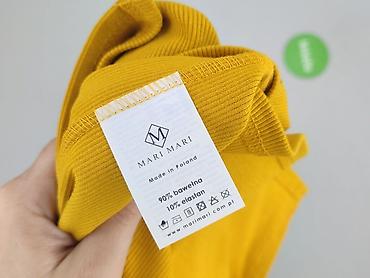 M
MARI MARI
Made in Poland
90% bawełna
10% elastan
www.marimari.com.pl